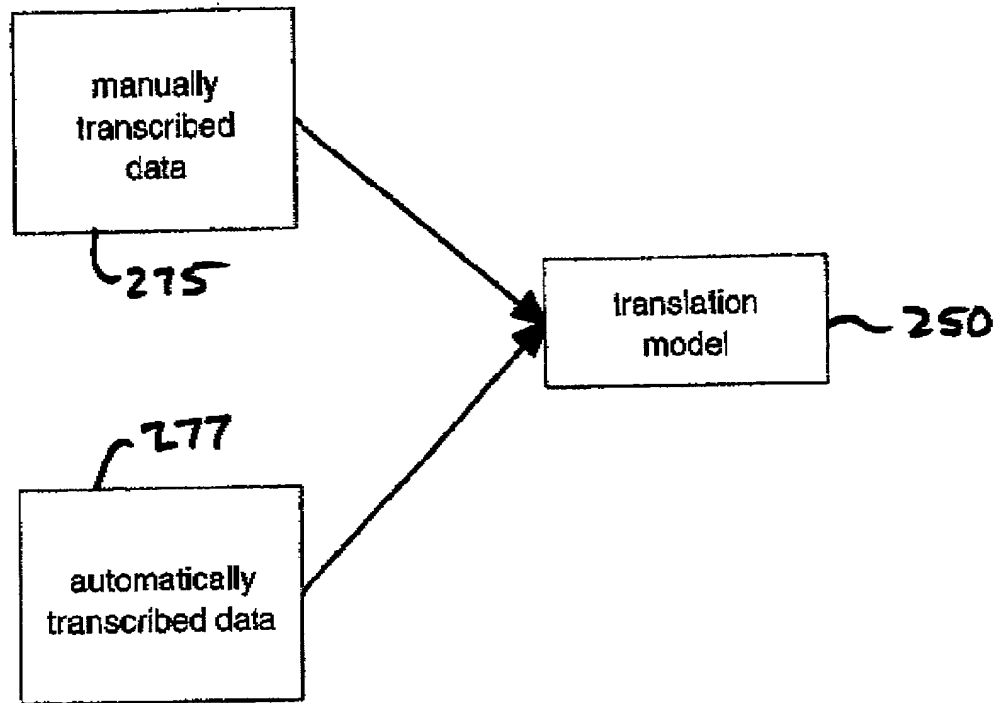 manually
transcribed
data
275
translation
model
250
277
automatically
transcribed data